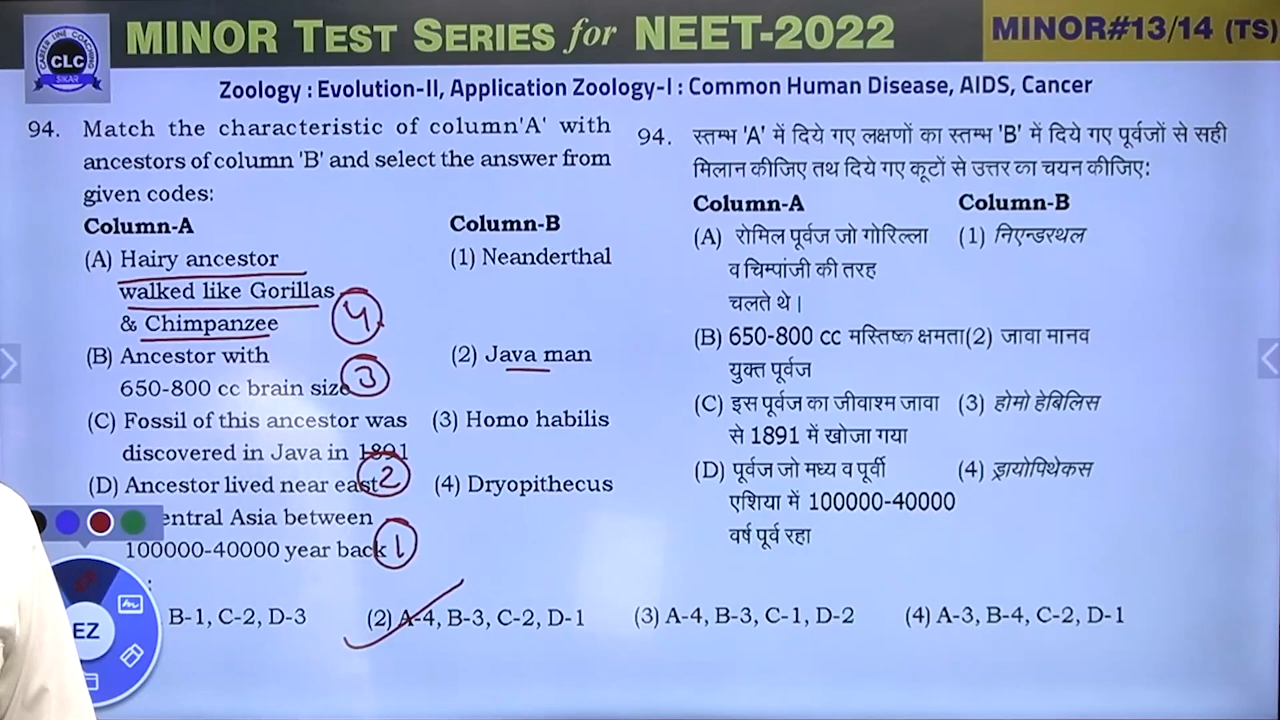 CAREER LINE COACHING
CLC
SIKAR
MINOR TEST SERIES for NEET-2022
MINOR#13/14 (TS)
Zoology : Evolution-II, Application Zoology-I : Common Human Disease, AIDS, Cancer
94. Match the characteristic of column'A' with
ancestors of column 'B' and select the answer from
given codes:
Column-A Column-B
(A) Hairy ancestor (1) Neanderthal
walked like Gorillas
& Chimpanzee 4
(B) Ancestor with (2) Java man
650-800 cc brain size 3
(C) Fossil of this ancestor was (3) Homo habilis
discovered in Java in 1891
(D) Ancestor lived near east 2 (4) Dryopithecus
entral Asia between
100000-40000 year back 1
:
B-1, C-2, D-3 (2) A-4, B-3, C-2, D-1 (3) A-4, B-3, C-1, D-2 (4) A-3, B-4, C-2, D-1
94. स्तम्भ 'A' में दिये गए लक्षणों का स्तम्भ 'B' में दिये गए पूर्वजों से सही
मिलान कीजिए तथ दिये गए कूटों से उत्तर का चयन कीजिए:
Column-A Column-B
(A) रोमिल पूर्वज जो गोरिल्ला (1) निएन्डरथल
व चिम्पांजी की तरह
चलते थे।
(B) 650-800 cc मस्तिष्क क्षमता (2) जावा मानव
युक्त पूर्वज
(C) इस पूर्वज का जीवाश्म जावा (3) होमो हेबिलिस
से 1891 में खोजा गया
(D) पूर्वज जो मध्य व पूर्वी (4) ड्रायोपिथेकस
एशिया में 100000-40000
वर्ष पूर्व रहा
EZ